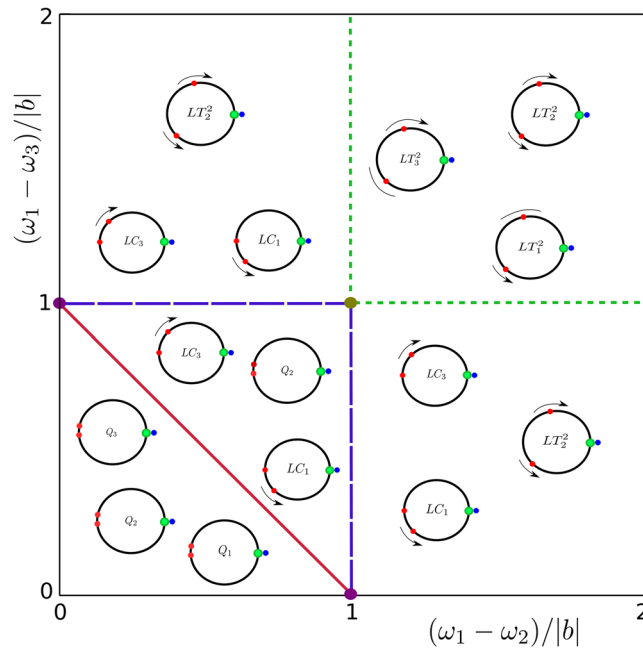 2
(ω₁ − ω₃)/|b|
LT₂²
LT₂²
LT₃²
LC₃
LC₁
LT₁²
1
LC₃
Q₂
LC₃
Q₃
LT₂²
LC₁
Q₂
LC₁
Q₁
0
0
1
2
(ω₁ − ω₂)/|b|